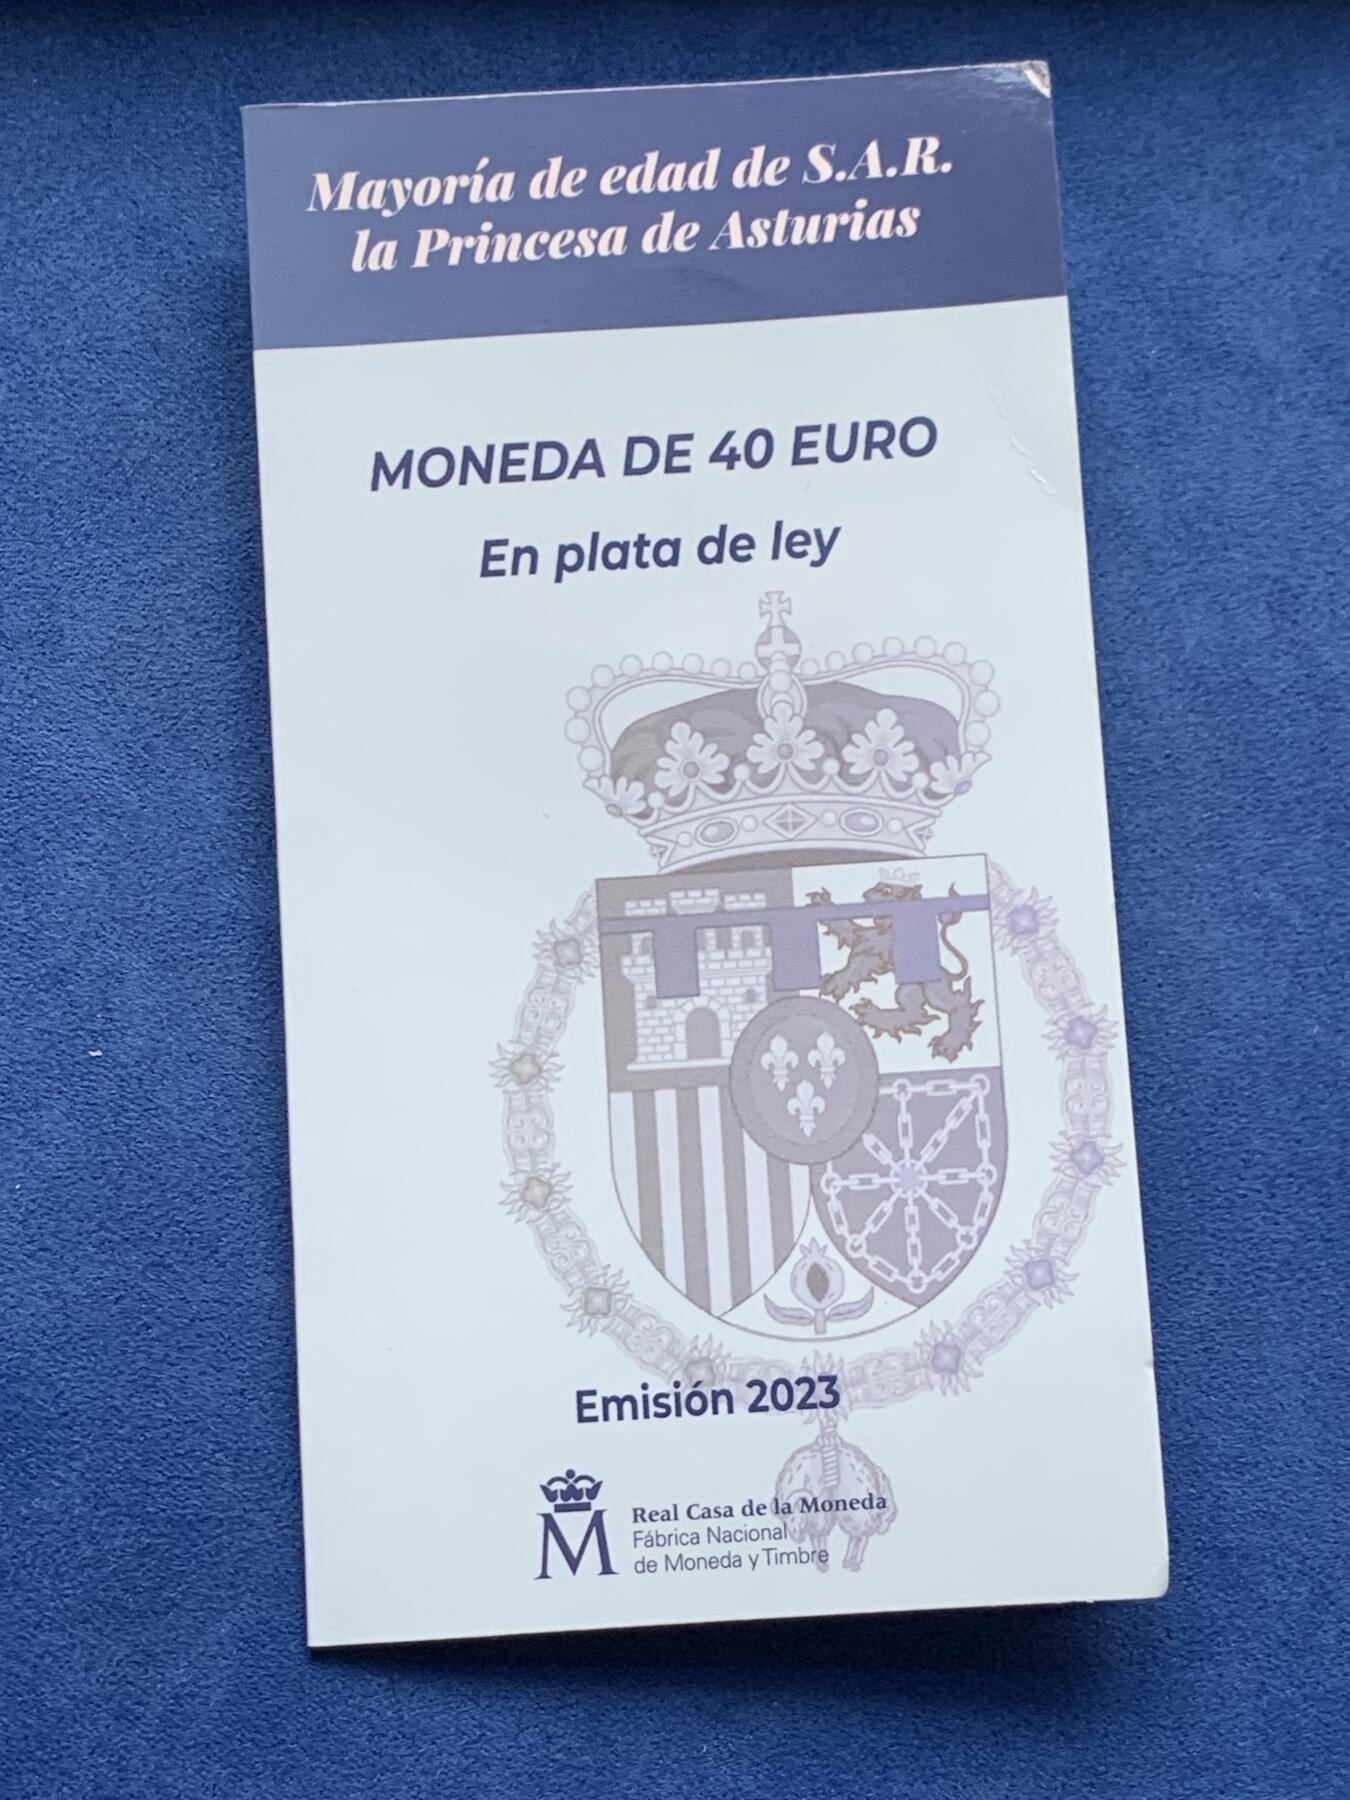 Mayoría de edad de S.A.R.
la Princesa de Asturias
MONEDA DE 40 EURO
En plata de ley
Emisión 2023
M
Real Casa de la Moneda
Fábrica Nacional
de Moneda y Timbre